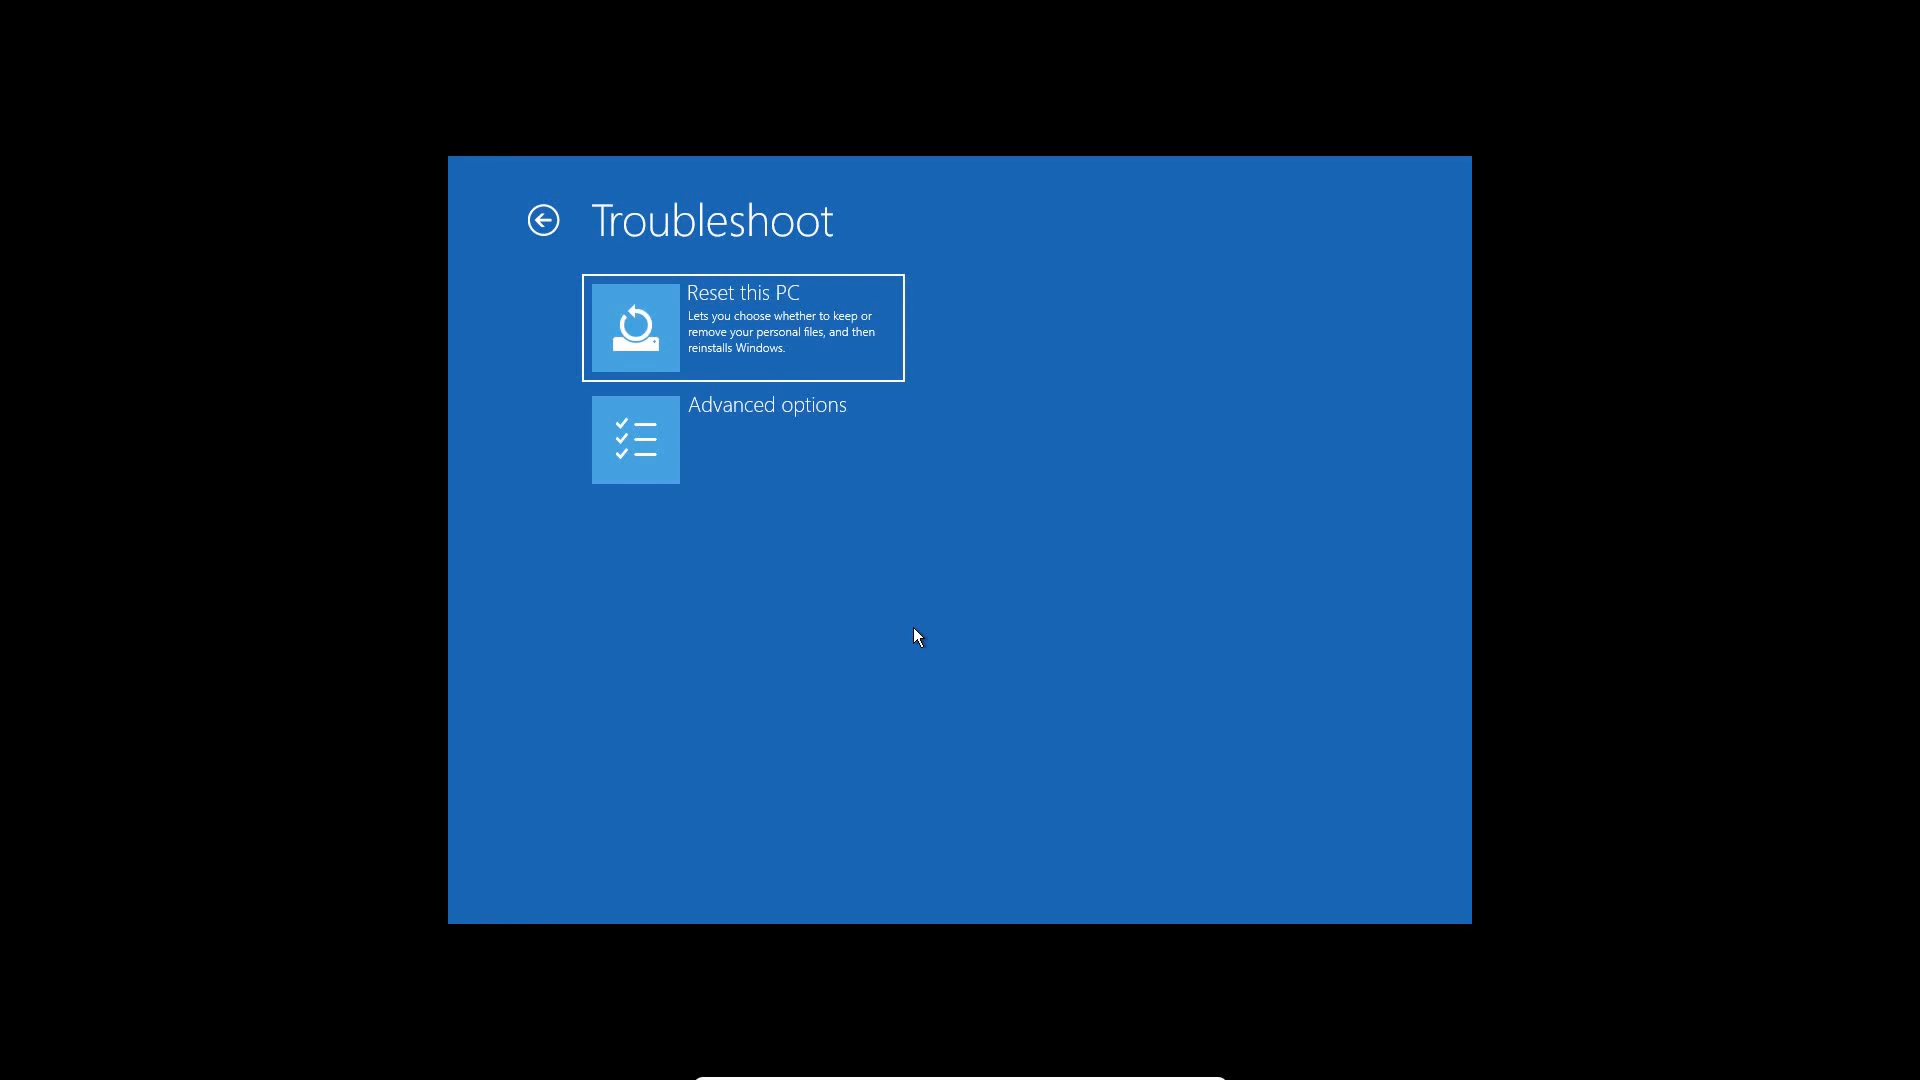 Troubleshoot
Reset this PC
Lets you choose whether to keep or
remove your personal files, and then
reinstalls Windows.
Advanced options